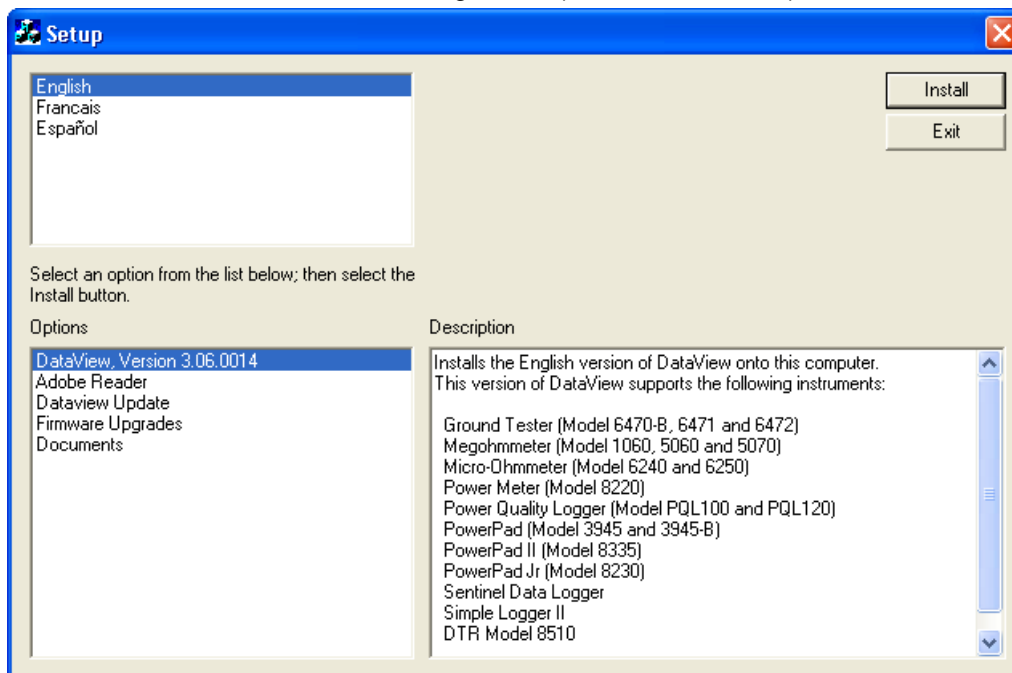 Setup
English
Francais
Español
Install
Exit
Select an option from the list below; then select the
Install button.
Options
DataView, Version 3.06.0014
Adobe Reader
Dataview Update
Firmware Upgrades
Documents
Description
Installs the English version of DataView onto this computer.
This version of DataView supports the following instruments:
Ground Tester (Model 6470-B, 6471 and 6472)
Megohmmeter (Model 1060, 5060 and 5070)
Micro-Ohmmeter (Model 6240 and 6250)
Power Meter (Model 8220)
Power Quality Logger (Model PQL100 and PQL120)
PowerPad (Model 3945 and 3945-B)
PowerPad II (Model 8335)
PowerPad Jr (Model 8230)
Sentinel Data Logger
Simple Logger II
DTR Model 8510